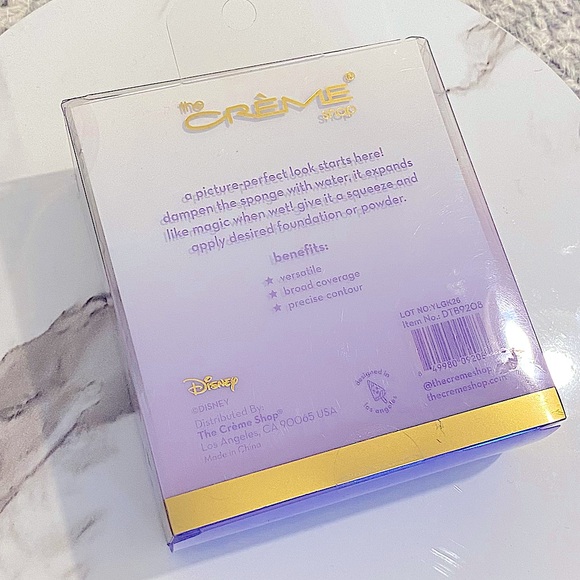 the
CRÈME
shop
a picture-perfect look starts here!
dampen the sponge with water, it expands
like magic when wet! give it a squeeze and
apply desired foundation or powder.
benefits:
★ versatile
★ broad coverage
★ precise contour
LOT NO:YLGK26
Item No.: DTB9208
@thecremeshop
thecremeshop.com
designed in
los angeles
Disney
©DISNEY
Distributed By:
The Crème Shop®
Los Angeles, CA 90065 USA
Made in China